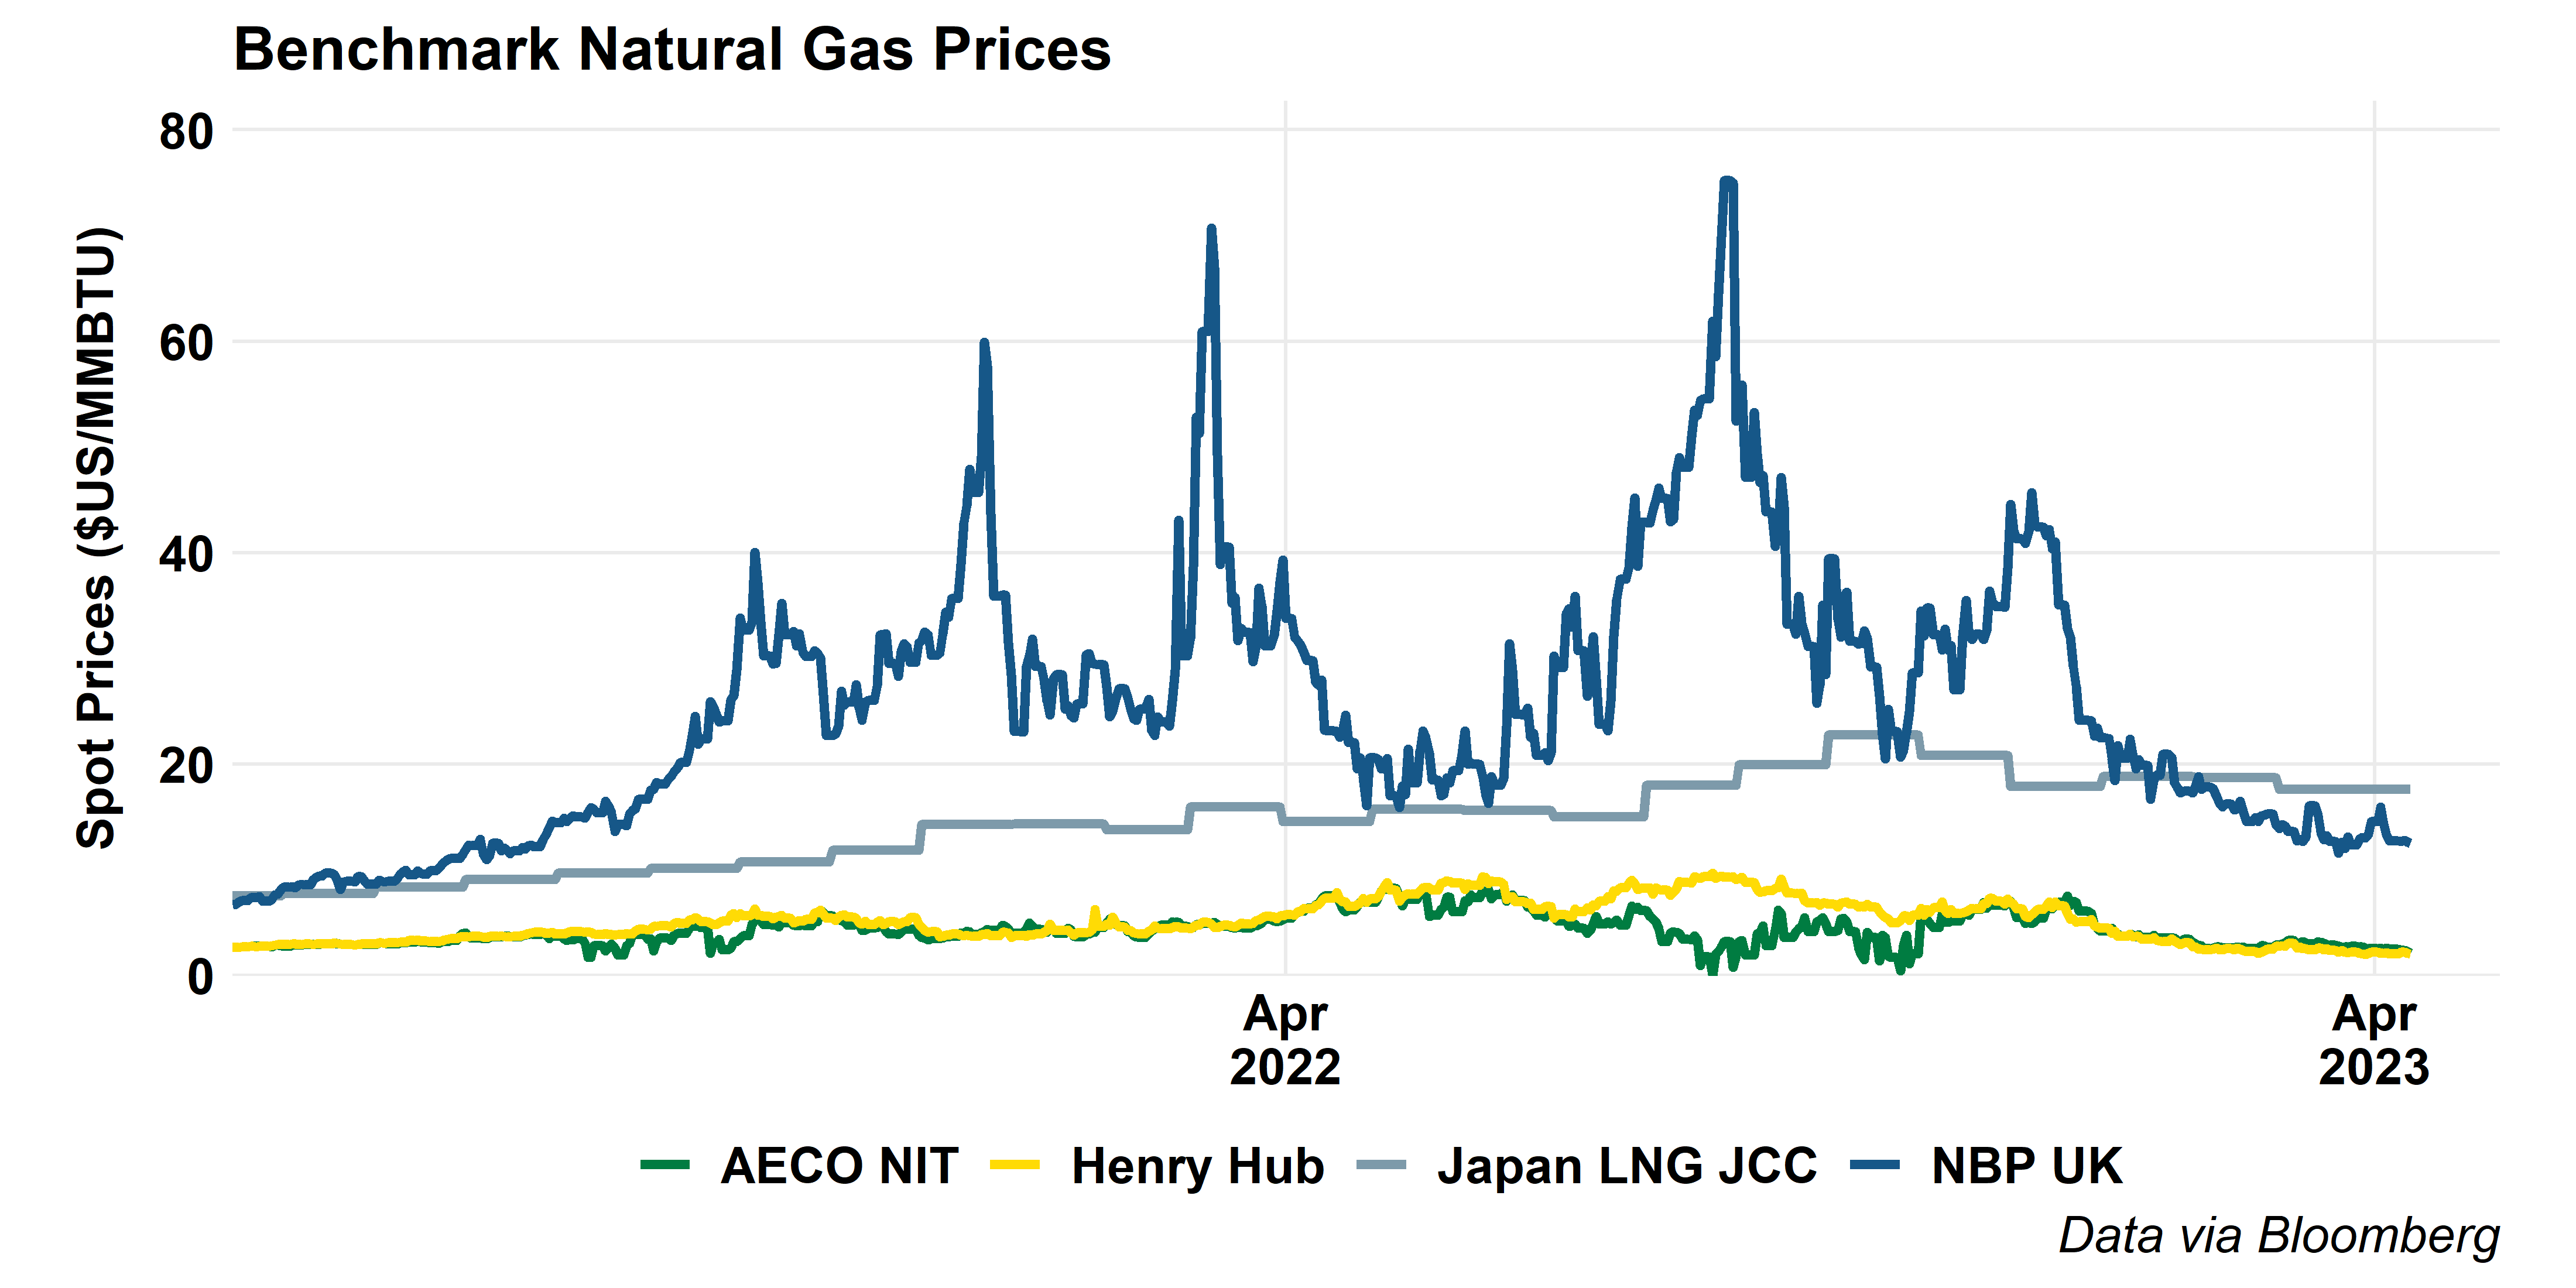 Benchmark Natural Gas Prices
Spot Prices ($US/MMBTU)
80
60
40
20
0
Apr
2022
Apr
2023
AECO NIT Henry Hub Japan LNG JCC NBP UK
Data via Bloomberg